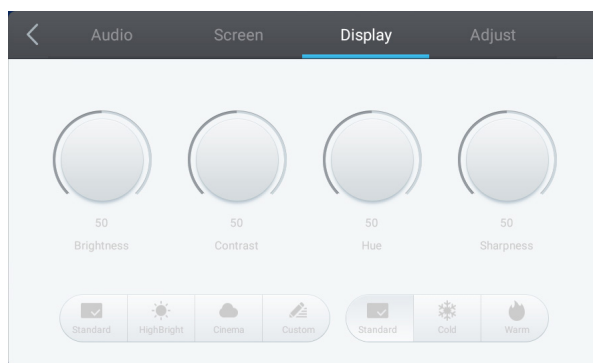 Audio Screen Display Adjust
50 50 50 50
Brightness Contrast Hue Sharpness
Standard HighBright Cinema Custom Standard Cold Warm